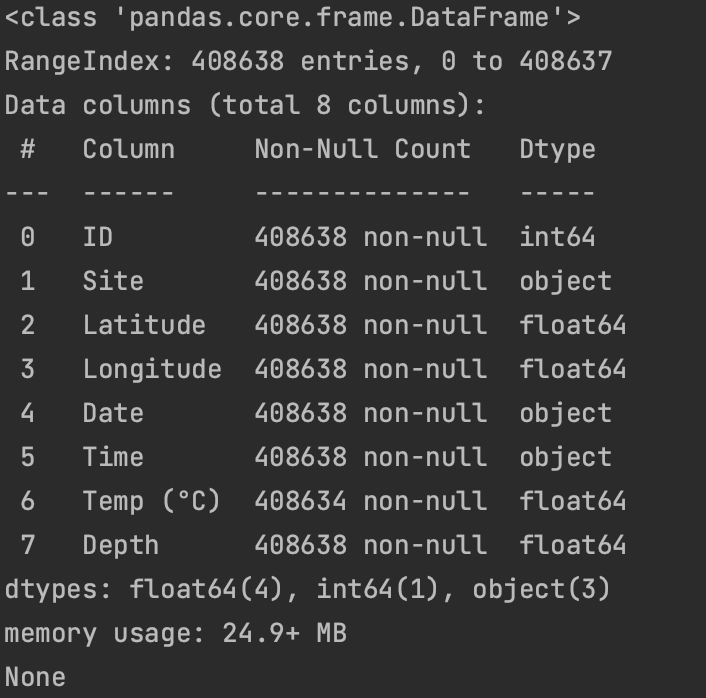 <class 'pandas.core.frame.DataFrame'>
RangeIndex: 408638 entries, 0 to 408637
Data columns (total 8 columns):
 #   Column     Non-Null Count   Dtype
---  ------     --------------   -----
 0   ID         408638 non-null  int64
 1   Site       408638 non-null  object
 2   Latitude   408638 non-null  float64
 3   Longitude  408638 non-null  float64
 4   Date       408638 non-null  object
 5   Time       408638 non-null  object
 6   Temp (°C)  408634 non-null  float64
 7   Depth      408638 non-null  float64
dtypes: float64(4), int64(1), object(3)
memory usage: 24.9+ MB
None